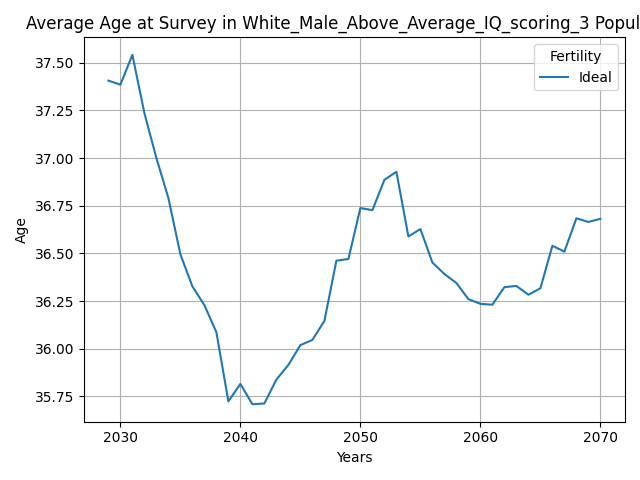 Average Age at Survey in White_Male_Above_Average_IQ_scoring_3 Popul
Fertility
Ideal
37.50
37.25
37.00
36.75
36.50
36.25
36.00
35.75
Age
2030 2040 2050 2060 2070
Years